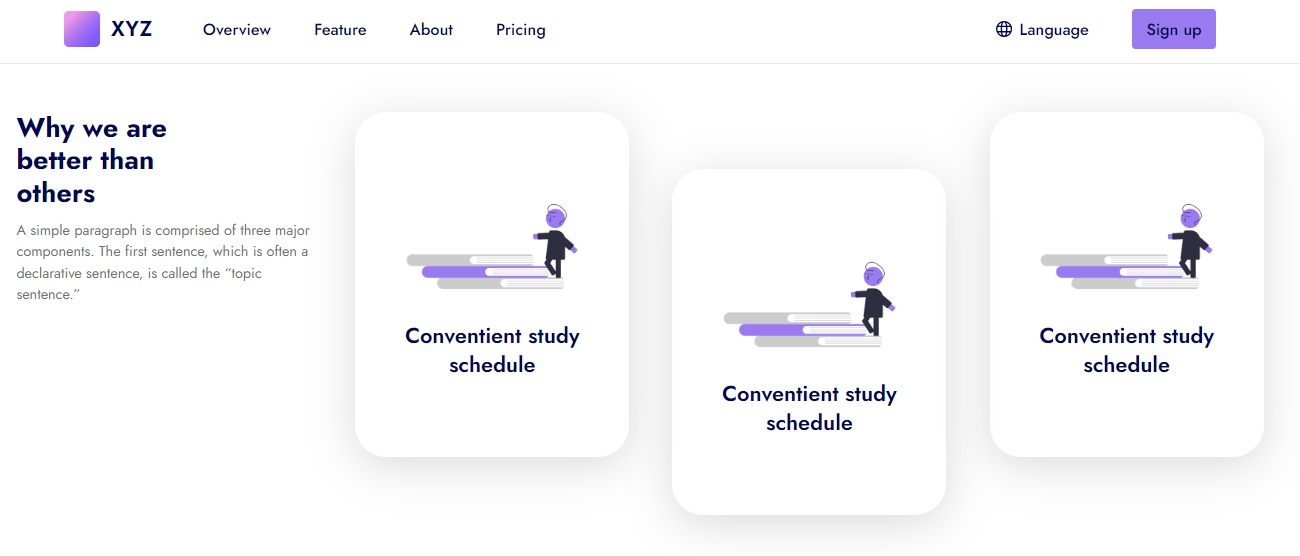 XYZ
Overview
Feature
About
Pricing
Language
Sign up
Why we are
better than
others
A simple paragraph is comprised of three major
components. The first sentence, which is often a
declarative sentence, is called the “topic
sentence.”
Conventient study
schedule
Conventient study
schedule
Conventient study
schedule